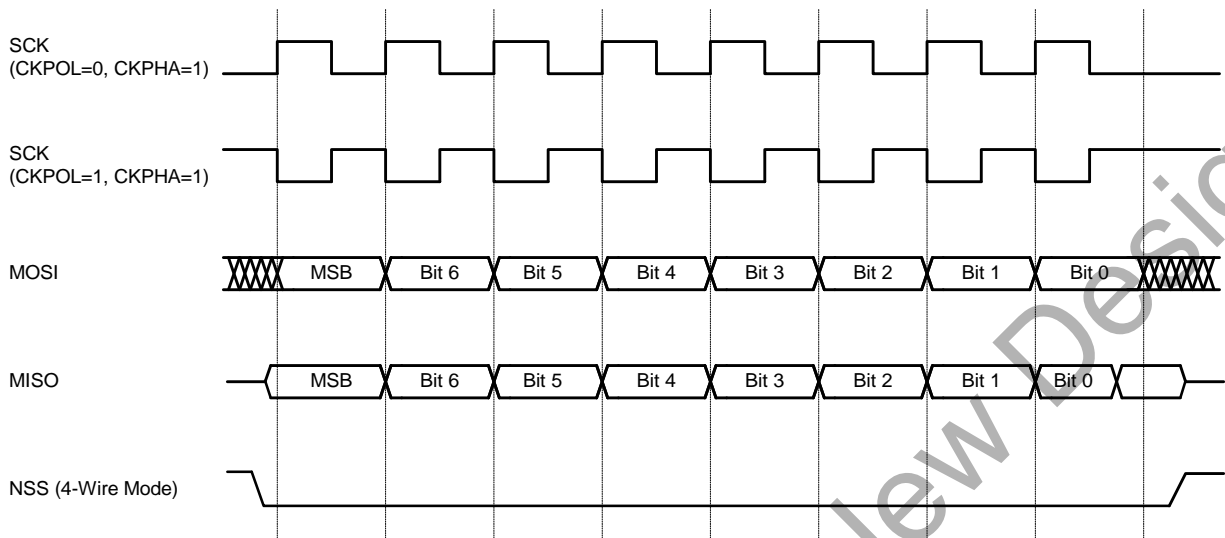 SCK
(CKPOL=0, CKPHA=1)
SCK
(CKPOL=1, CKPHA=1)
MOSI
MSB Bit 6 Bit 5 Bit 4 Bit 3 Bit 2 Bit 1 Bit 0
MISO
MSB Bit 6 Bit 5 Bit 4 Bit 3 Bit 2 Bit 1 Bit 0
NSS (4-Wire Mode)